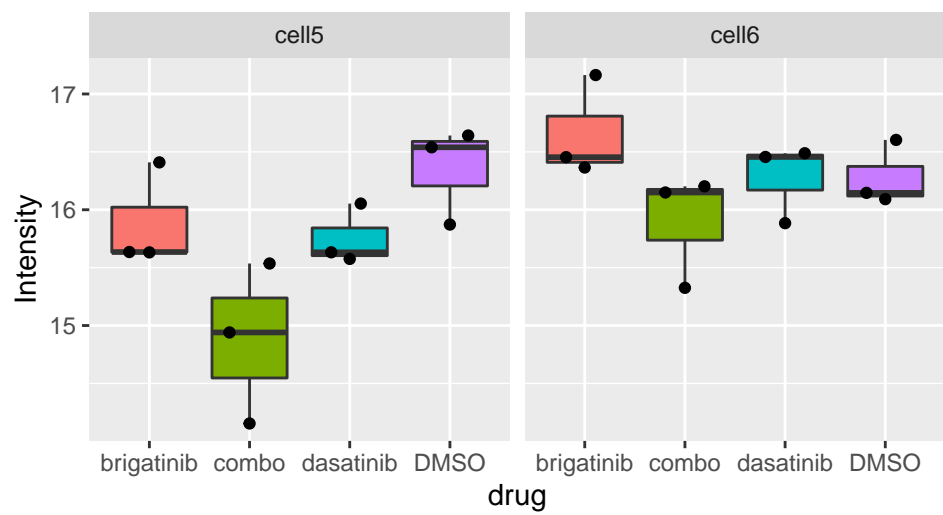 cell5 cell6
Intensity
17
16
15
brigatinib combo dasatinib DMSO brigatinib combo dasatinib DMSO
drug